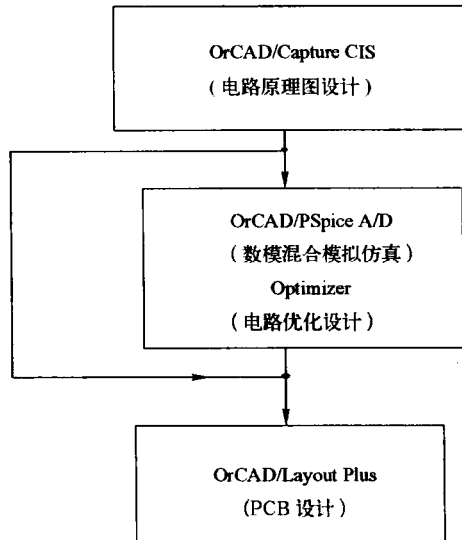 OrCAD/Capture CIS
(电路原理图设计)
OrCAD/PSpice A/D
(数模混合模拟仿真)
Optimizer
(电路优化设计)
OrCAD/Layout Plus
(PCB 设计)